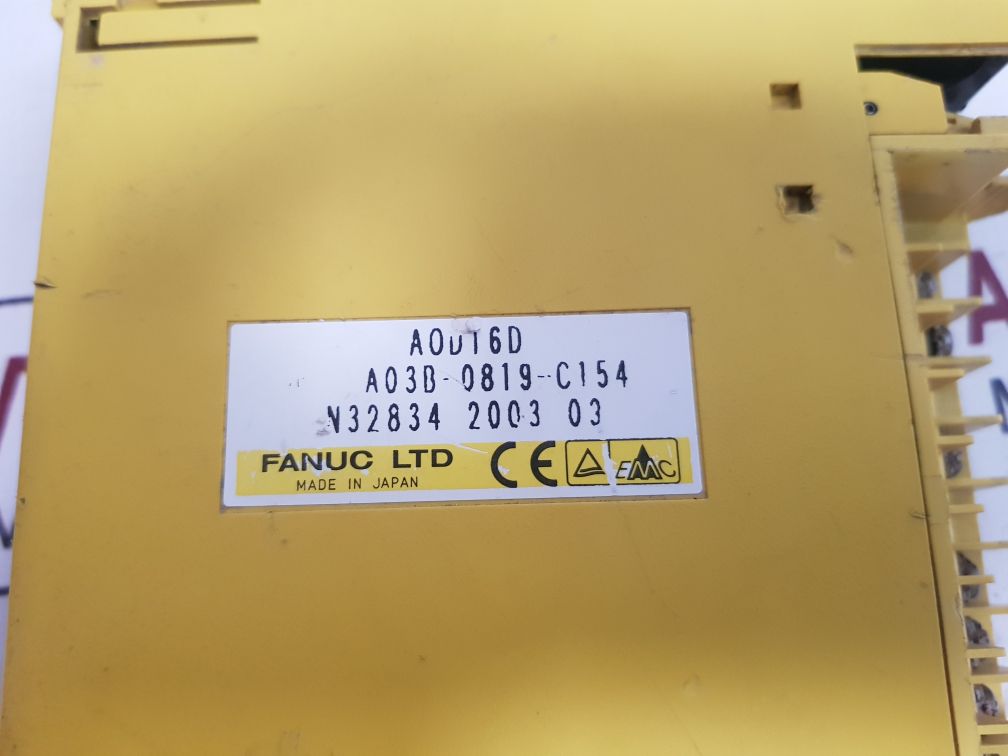 AOD16D
A03B-0819-C154
N32834 2003 03
FANUC LTD CE EMC
MADE IN JAPAN